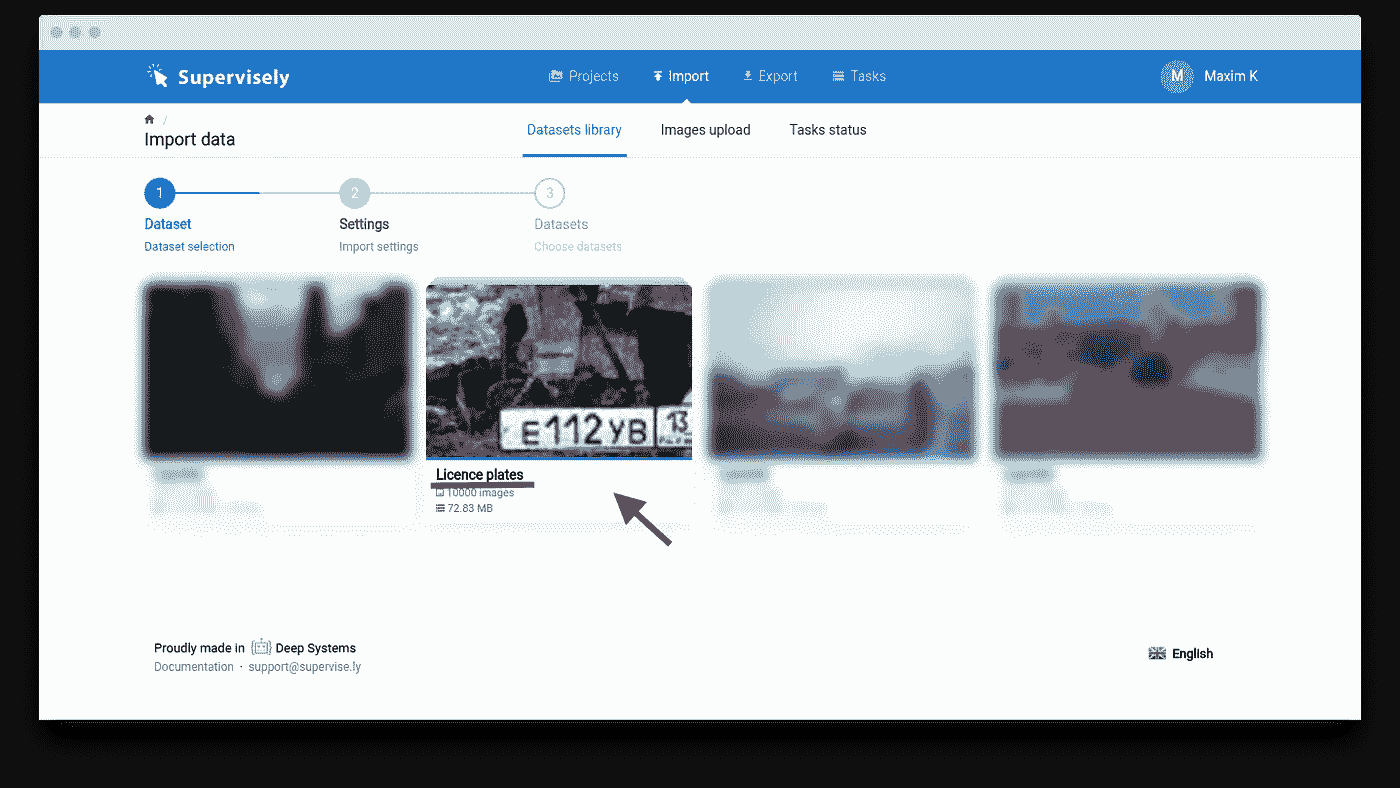 Supervisely
Projects
Import
Export
Tasks
M
Maxim K
/
Import data
Datasets library
Images upload
Tasks status
1
2
3
Dataset
Settings
Datasets
Dataset selection
Import settings
Choose datasets
E112YB 13
Licence plates
10000 images
72.83 MB
Proudly made in Deep Systems
Documentation · support@supervise.ly
English